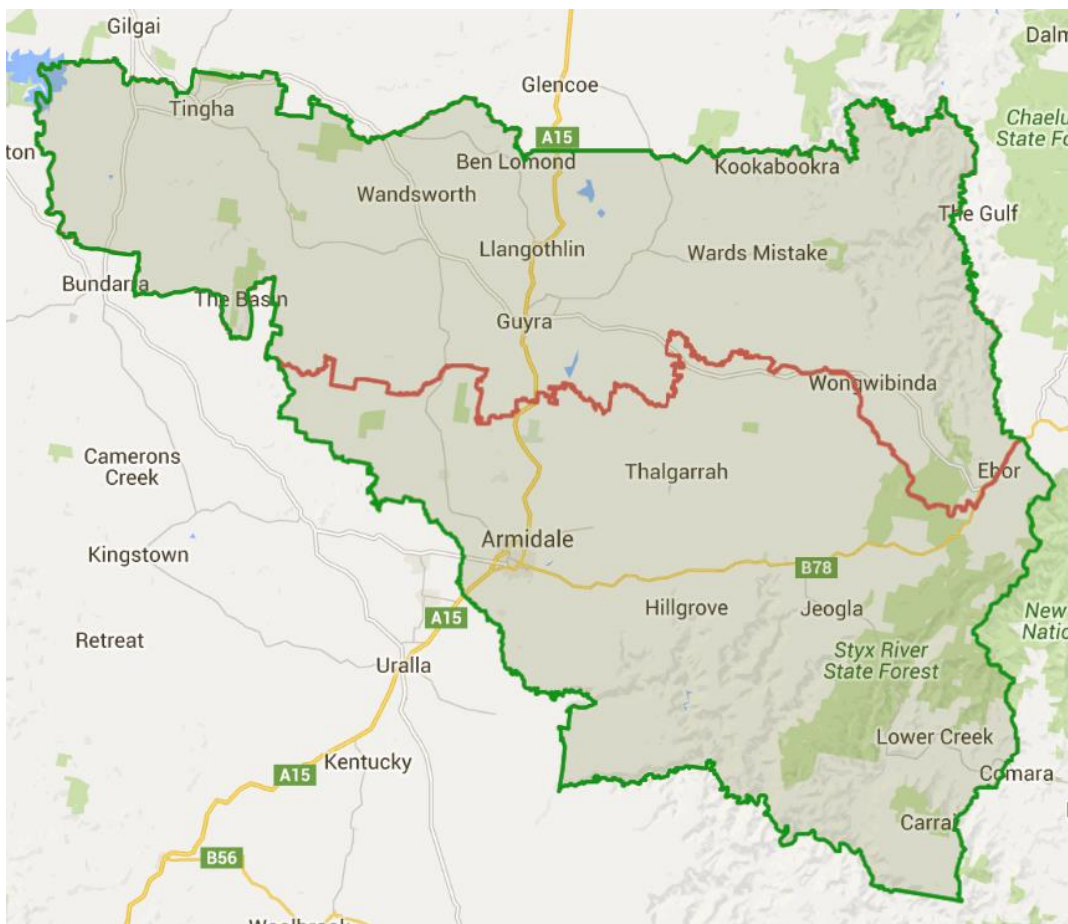 Gilgai
Dalm
Glencoe
Tingha
Chaelu
State Fo
ton
A15
Ben Lomond
Kookabookra
Wandsworth
The Gulf
Llangothlin
Wards Mistake
Bundarra
The Basin
Guyra
Wongwibinda
Camerons
Creek
Thalgarrah
Ebor
Armidale
Kingstown
B78
Hillgrove
Jeogla
A15
New
Natio
Retreat
Uralla
Styx River
State Forest
Lower Creek
Kentucky
A15
Comara
Carrai
B56
Woolbrook